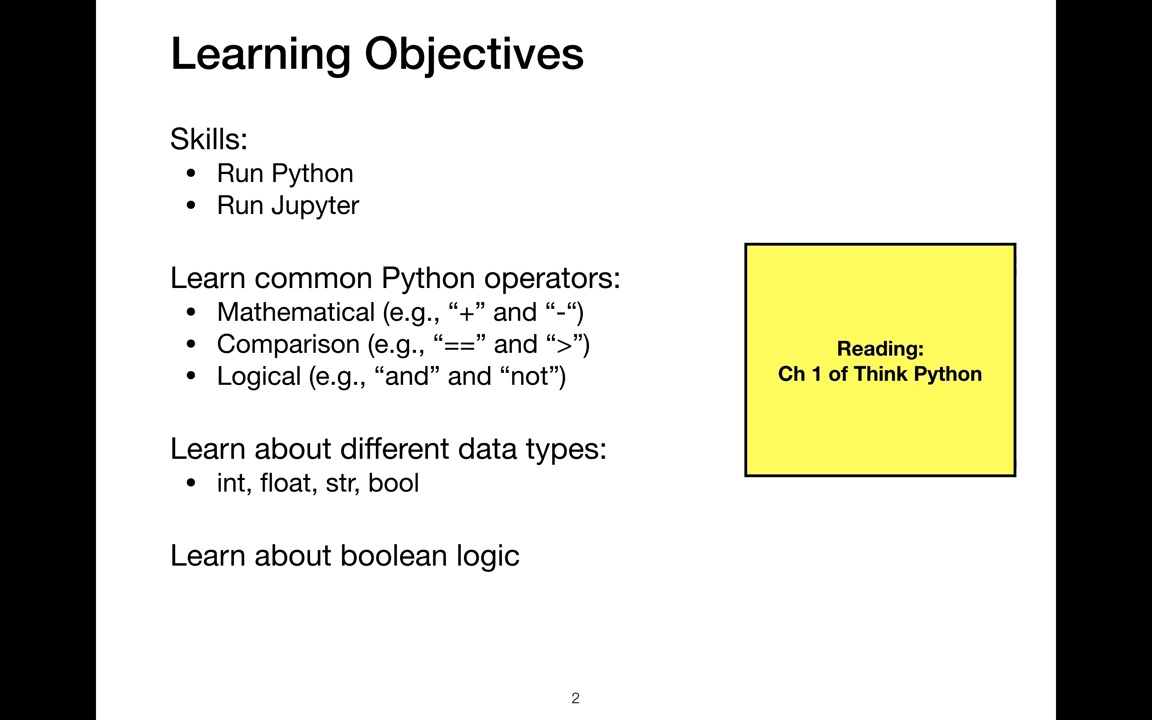 Learning Objectives
Skills:
• Run Python
• Run Jupyter
Learn common Python operators:
• Mathematical (e.g., “+” and “-“)
• Comparison (e.g., “==” and “>”)
• Logical (e.g., “and” and “not”)
Learn about different data types:
• int, float, str, bool
Learn about boolean logic
Reading:
Ch 1 of Think Python
2